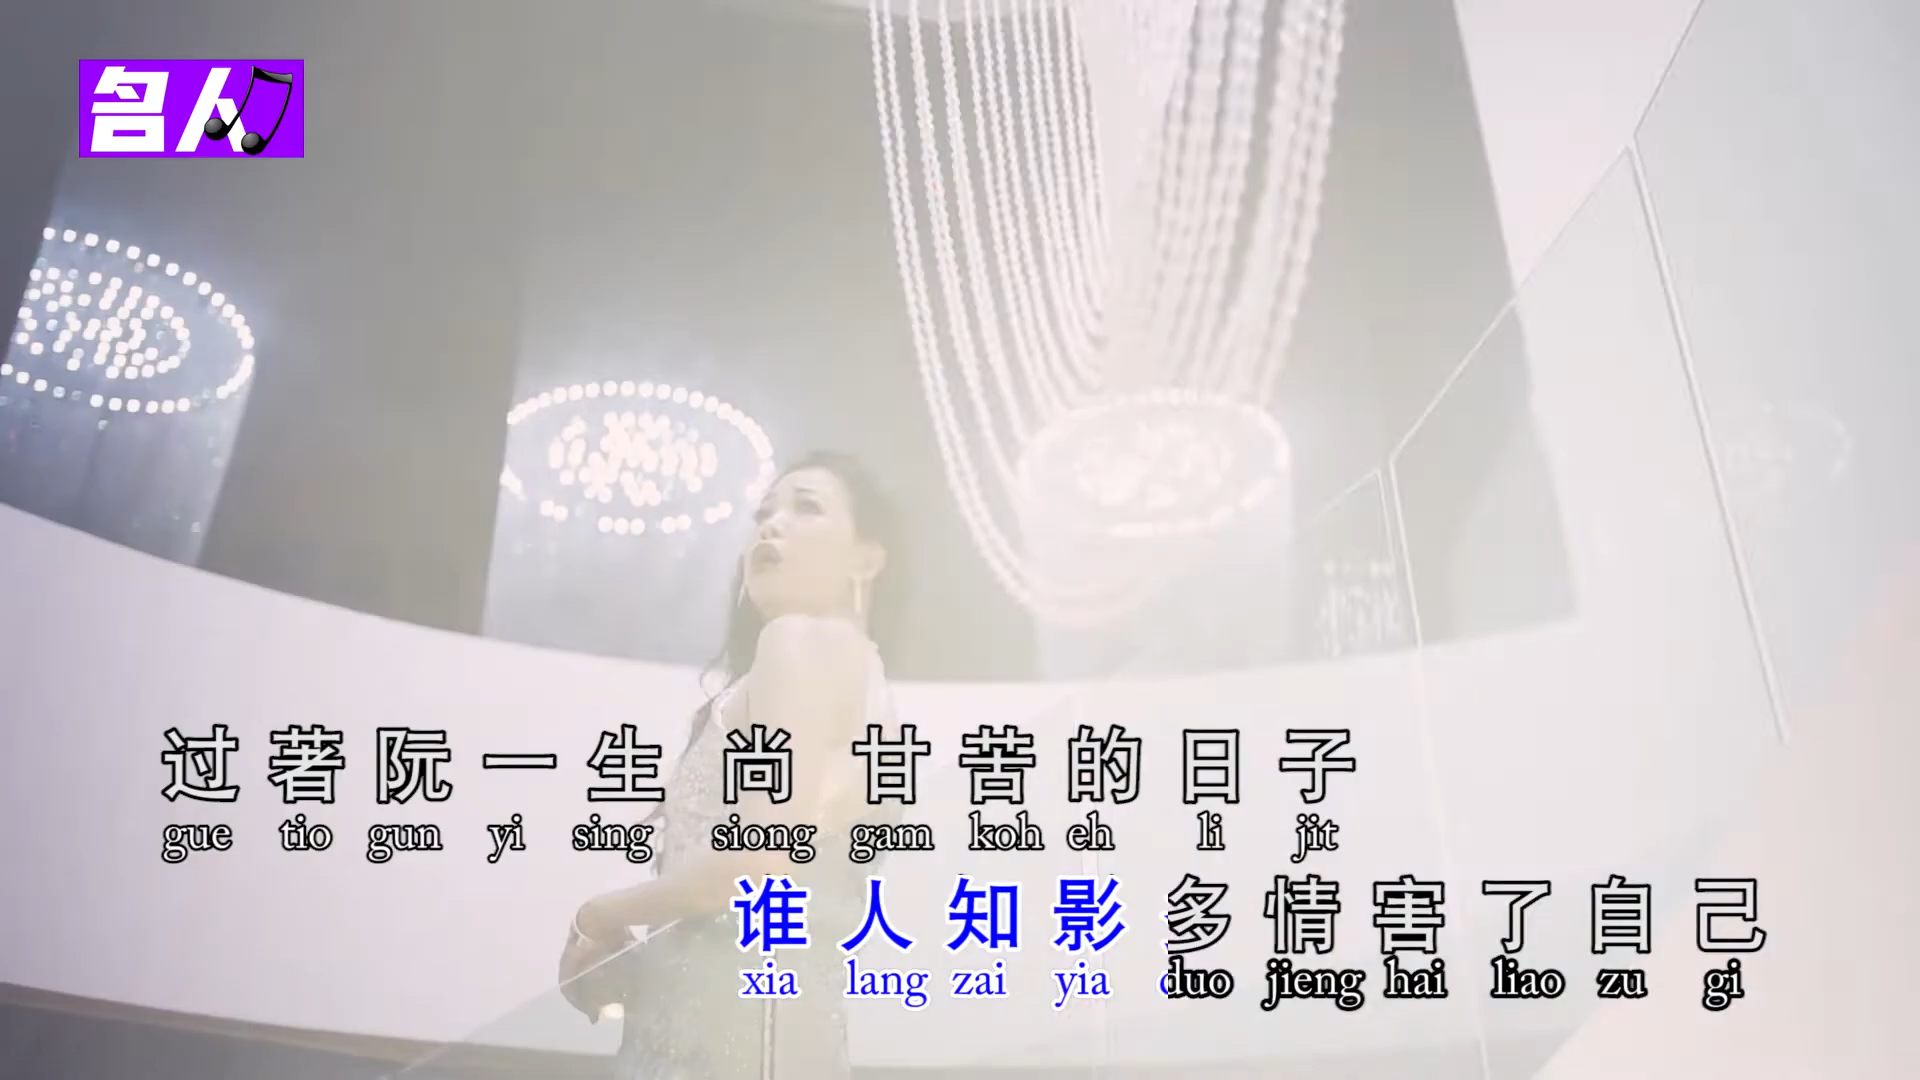 名人
过著阮一生尚甘苦的日子
gue tio gun yi sing siong gam koh eh li jit
谁人知影多情害了自己
xia lang zai yia duo jieng hai liao zu gi